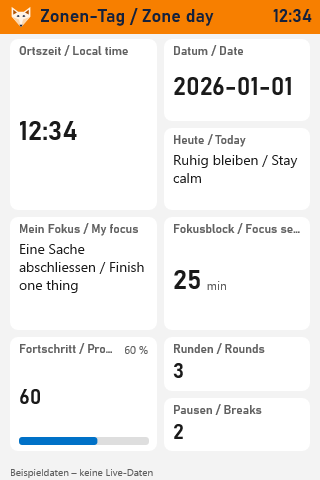 Zonen-Tag / Zone day 12:34
Ortszeit / Local time
12:34
Datum / Date
2026-01-01
Heute / Today
Ruhig bleiben / Stay
calm
Mein Fokus / My focus
Eine Sache
abschliessen / Finish
one thing
Fokusblock / Focus se...
25 min
Fortschritt / Pro... 60 %
60
Runden / Rounds
3
Pausen / Breaks
2
Beispieldaten – keine Live-Daten